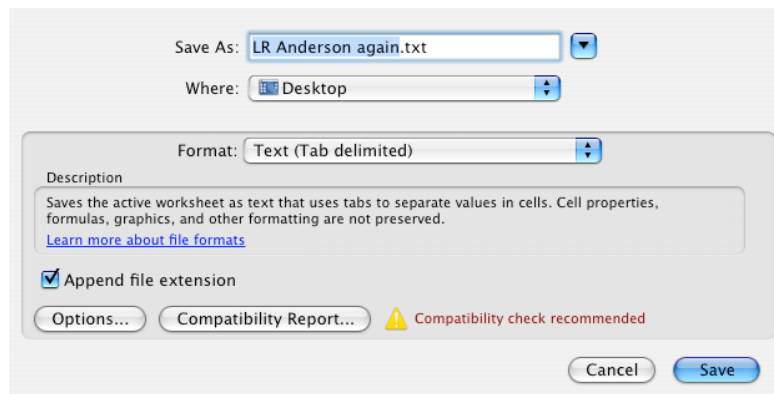 Save As: LR Anderson again.txt
Where: Desktop
Format: Text (Tab delimited)
Description
Saves the active worksheet as text that uses tabs to separate values in cells. Cell properties,
formulas, graphics, and other formatting are not preserved.
Learn more about file formats
Append file extension
Options... Compatibility Report... Compatibility check recommended
Cancel Save